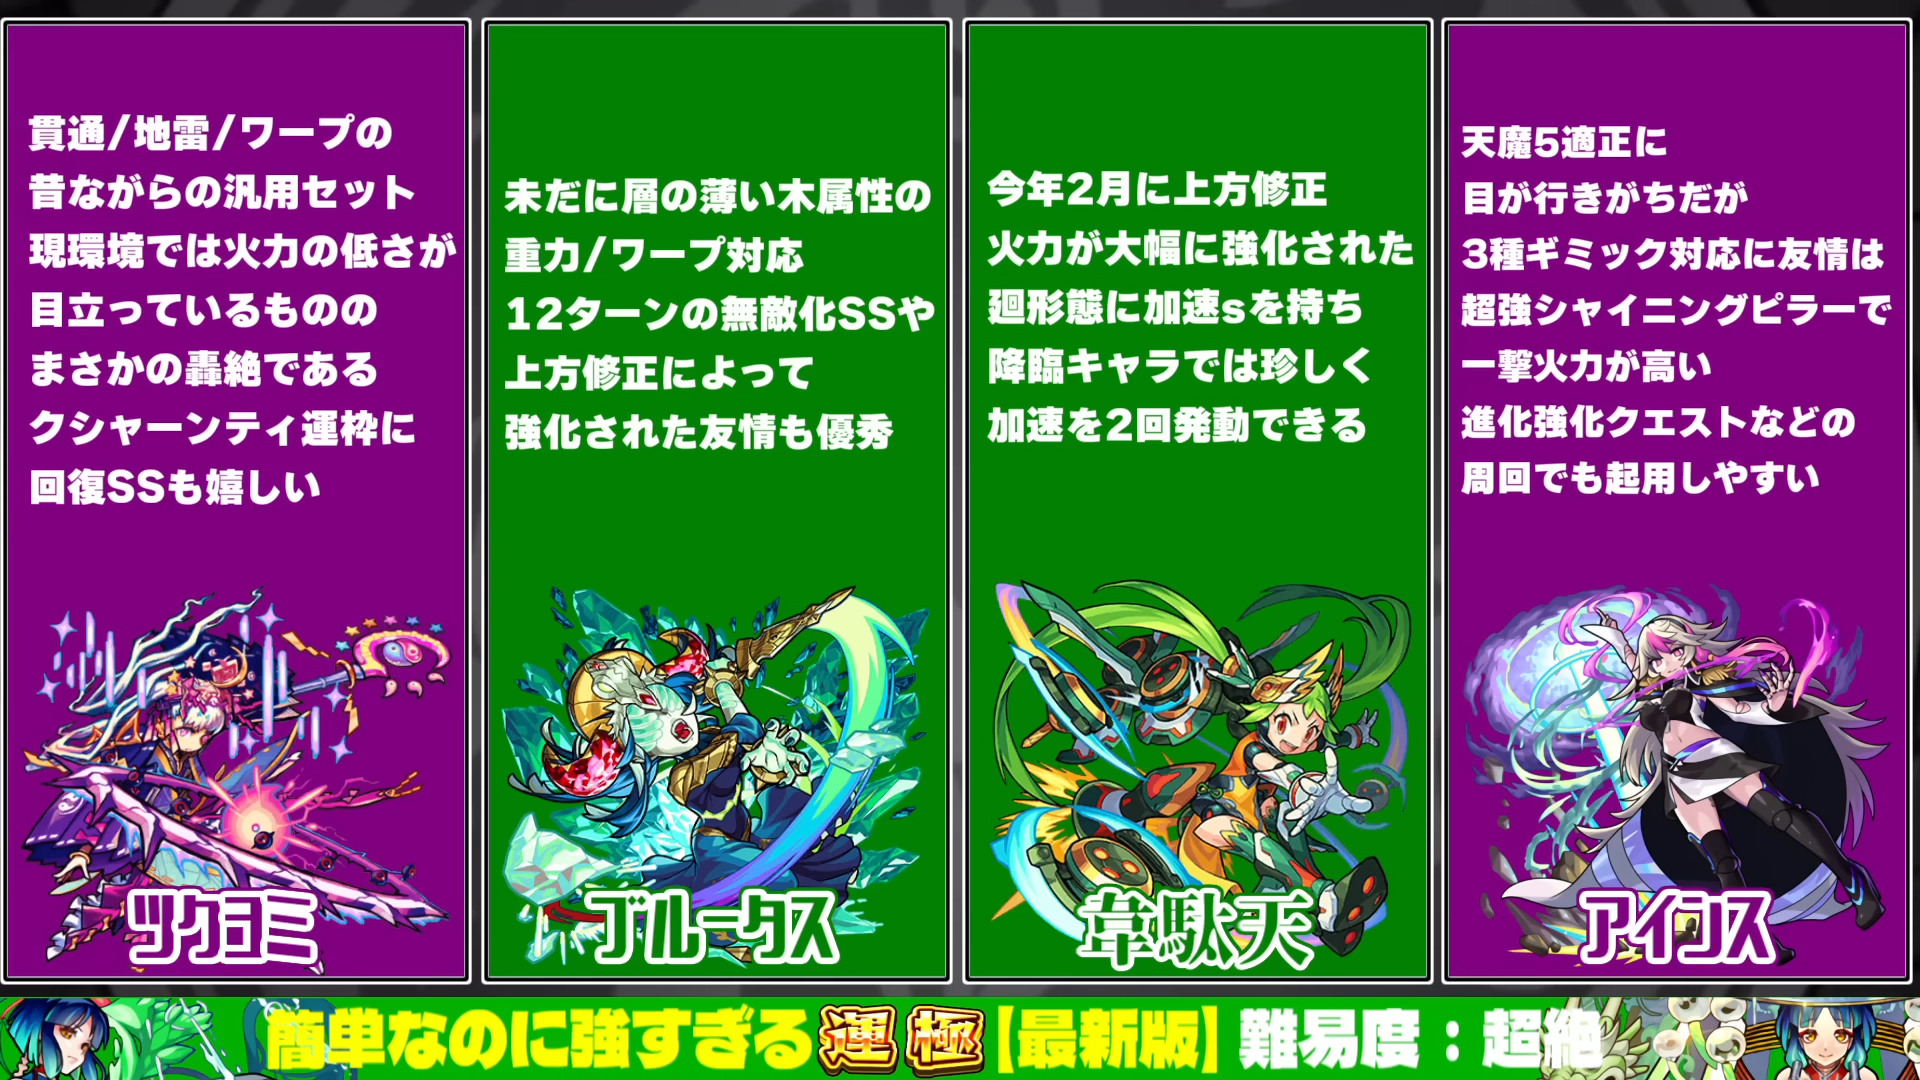 貫通/地雷/ワープの
昔ながらの汎用セット
現環境では火力の低さが
目立っているものの
まさかの轟絶である
クシャーンティ運枠に
回復SSも嬉しい
ツクヨミ
未だに層の薄い木属性の
重力/ワープ対応
12ターンの無敵化SSや
上方修正によって
強化された友情も優秀
ブルータス
今年2月に上方修正
火力が大幅に強化された
廻形態に加速sを持ち
降臨キャラでは珍しく
加速を2回発動できる
韋駄天
天魔5適正に
目が行きがちだが
3種ギミック対応に友情は
超強シャイニングピラーで
一撃火力が高い
進化強化クエストなどの
周回でも起用しやすい
アインス
簡単なのに強すぎる運極【最新版】難易度：超絶